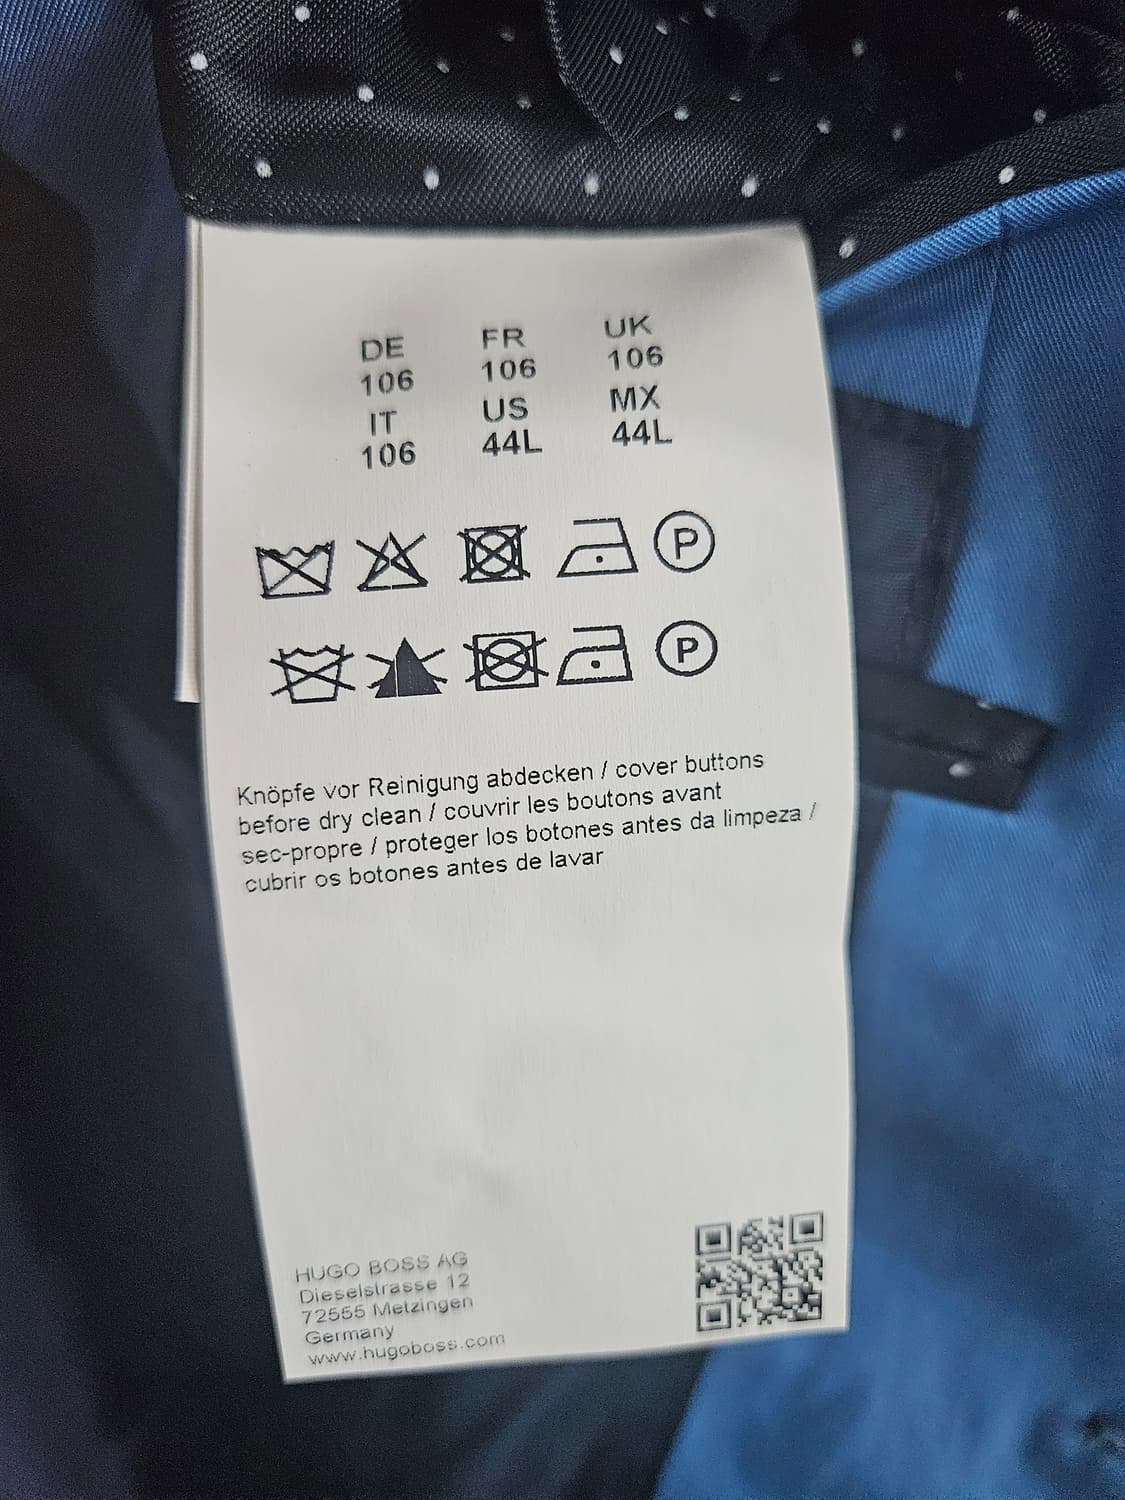 DE FR UK
106 106 106
IT US MX
106 44L 44L
P
P
Knöpfe vor Reinigung abdecken / cover buttons
before dry clean / couvrir les boutons avant
sec-propre / proteger los botones antes da limpeza /
cubrir os botones antes de lavar
HUGO BOSS AG
Dieselstrasse 12
72555 Metzingen
Germany
www.hugoboss.com